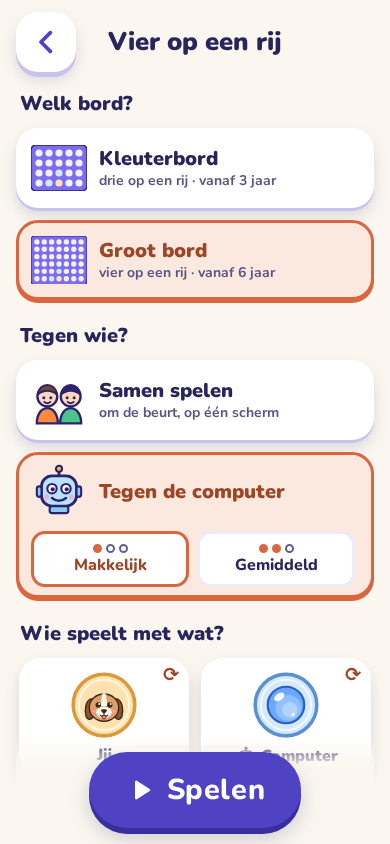 Vier op een rij
Welk bord?
Kleuterbord
drie op een rij · vanaf 3 jaar
Groot bord
vier op een rij · vanaf 6 jaar
Tegen wie?
Samen spelen
om de beurt, op één scherm
Tegen de computer
Makkelijk
Gemiddeld
Wie speelt met wat?
Jij
Computer
Spelen